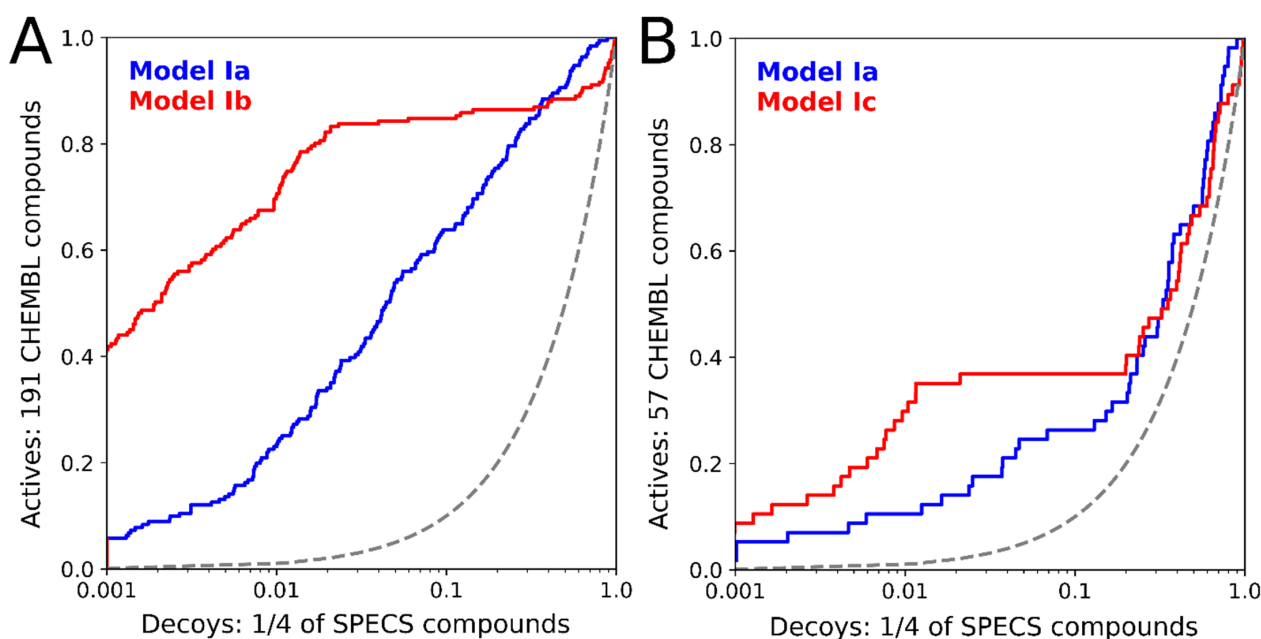 A
Model Ia
Model Ib
Actives: 191 CHEMBL compounds
1.0
0.8
0.6
0.4
0.2
0.0
0.001
0.01
0.1
1.0
Decoys: 1/4 of SPECS compounds
B
Model Ia
Model Ic
Actives: 57 CHEMBL compounds
1.0
0.8
0.6
0.4
0.2
0.0
0.001
0.01
0.1
1.0
Decoys: 1/4 of SPECS compounds